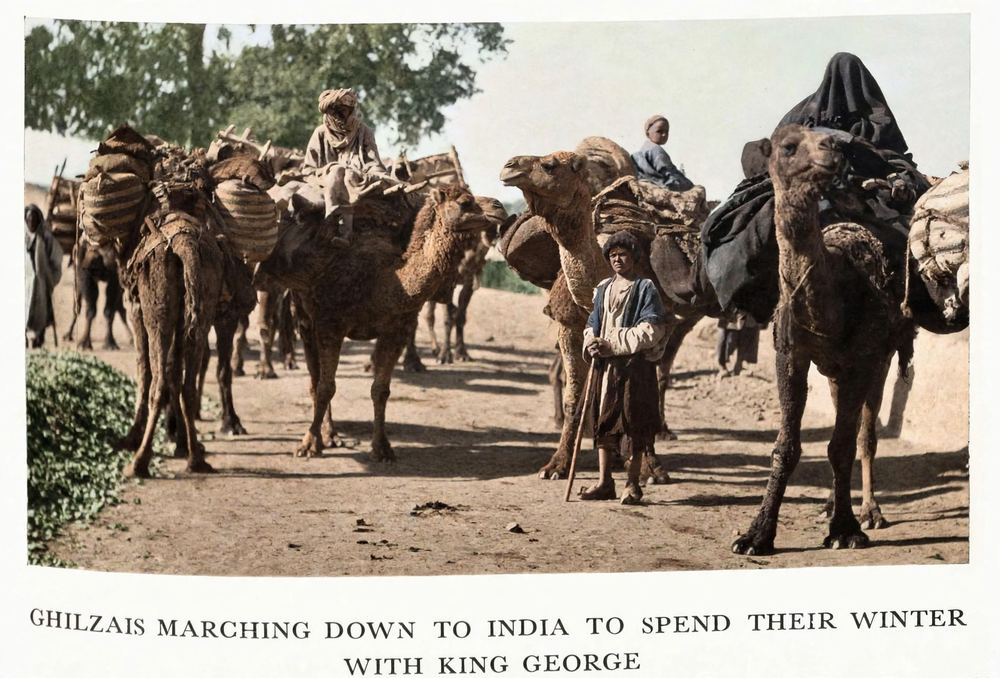 GHILZAIS MARCHING DOWN TO INDIA TO SPEND THEIR WINTER
WITH KING GEORGE